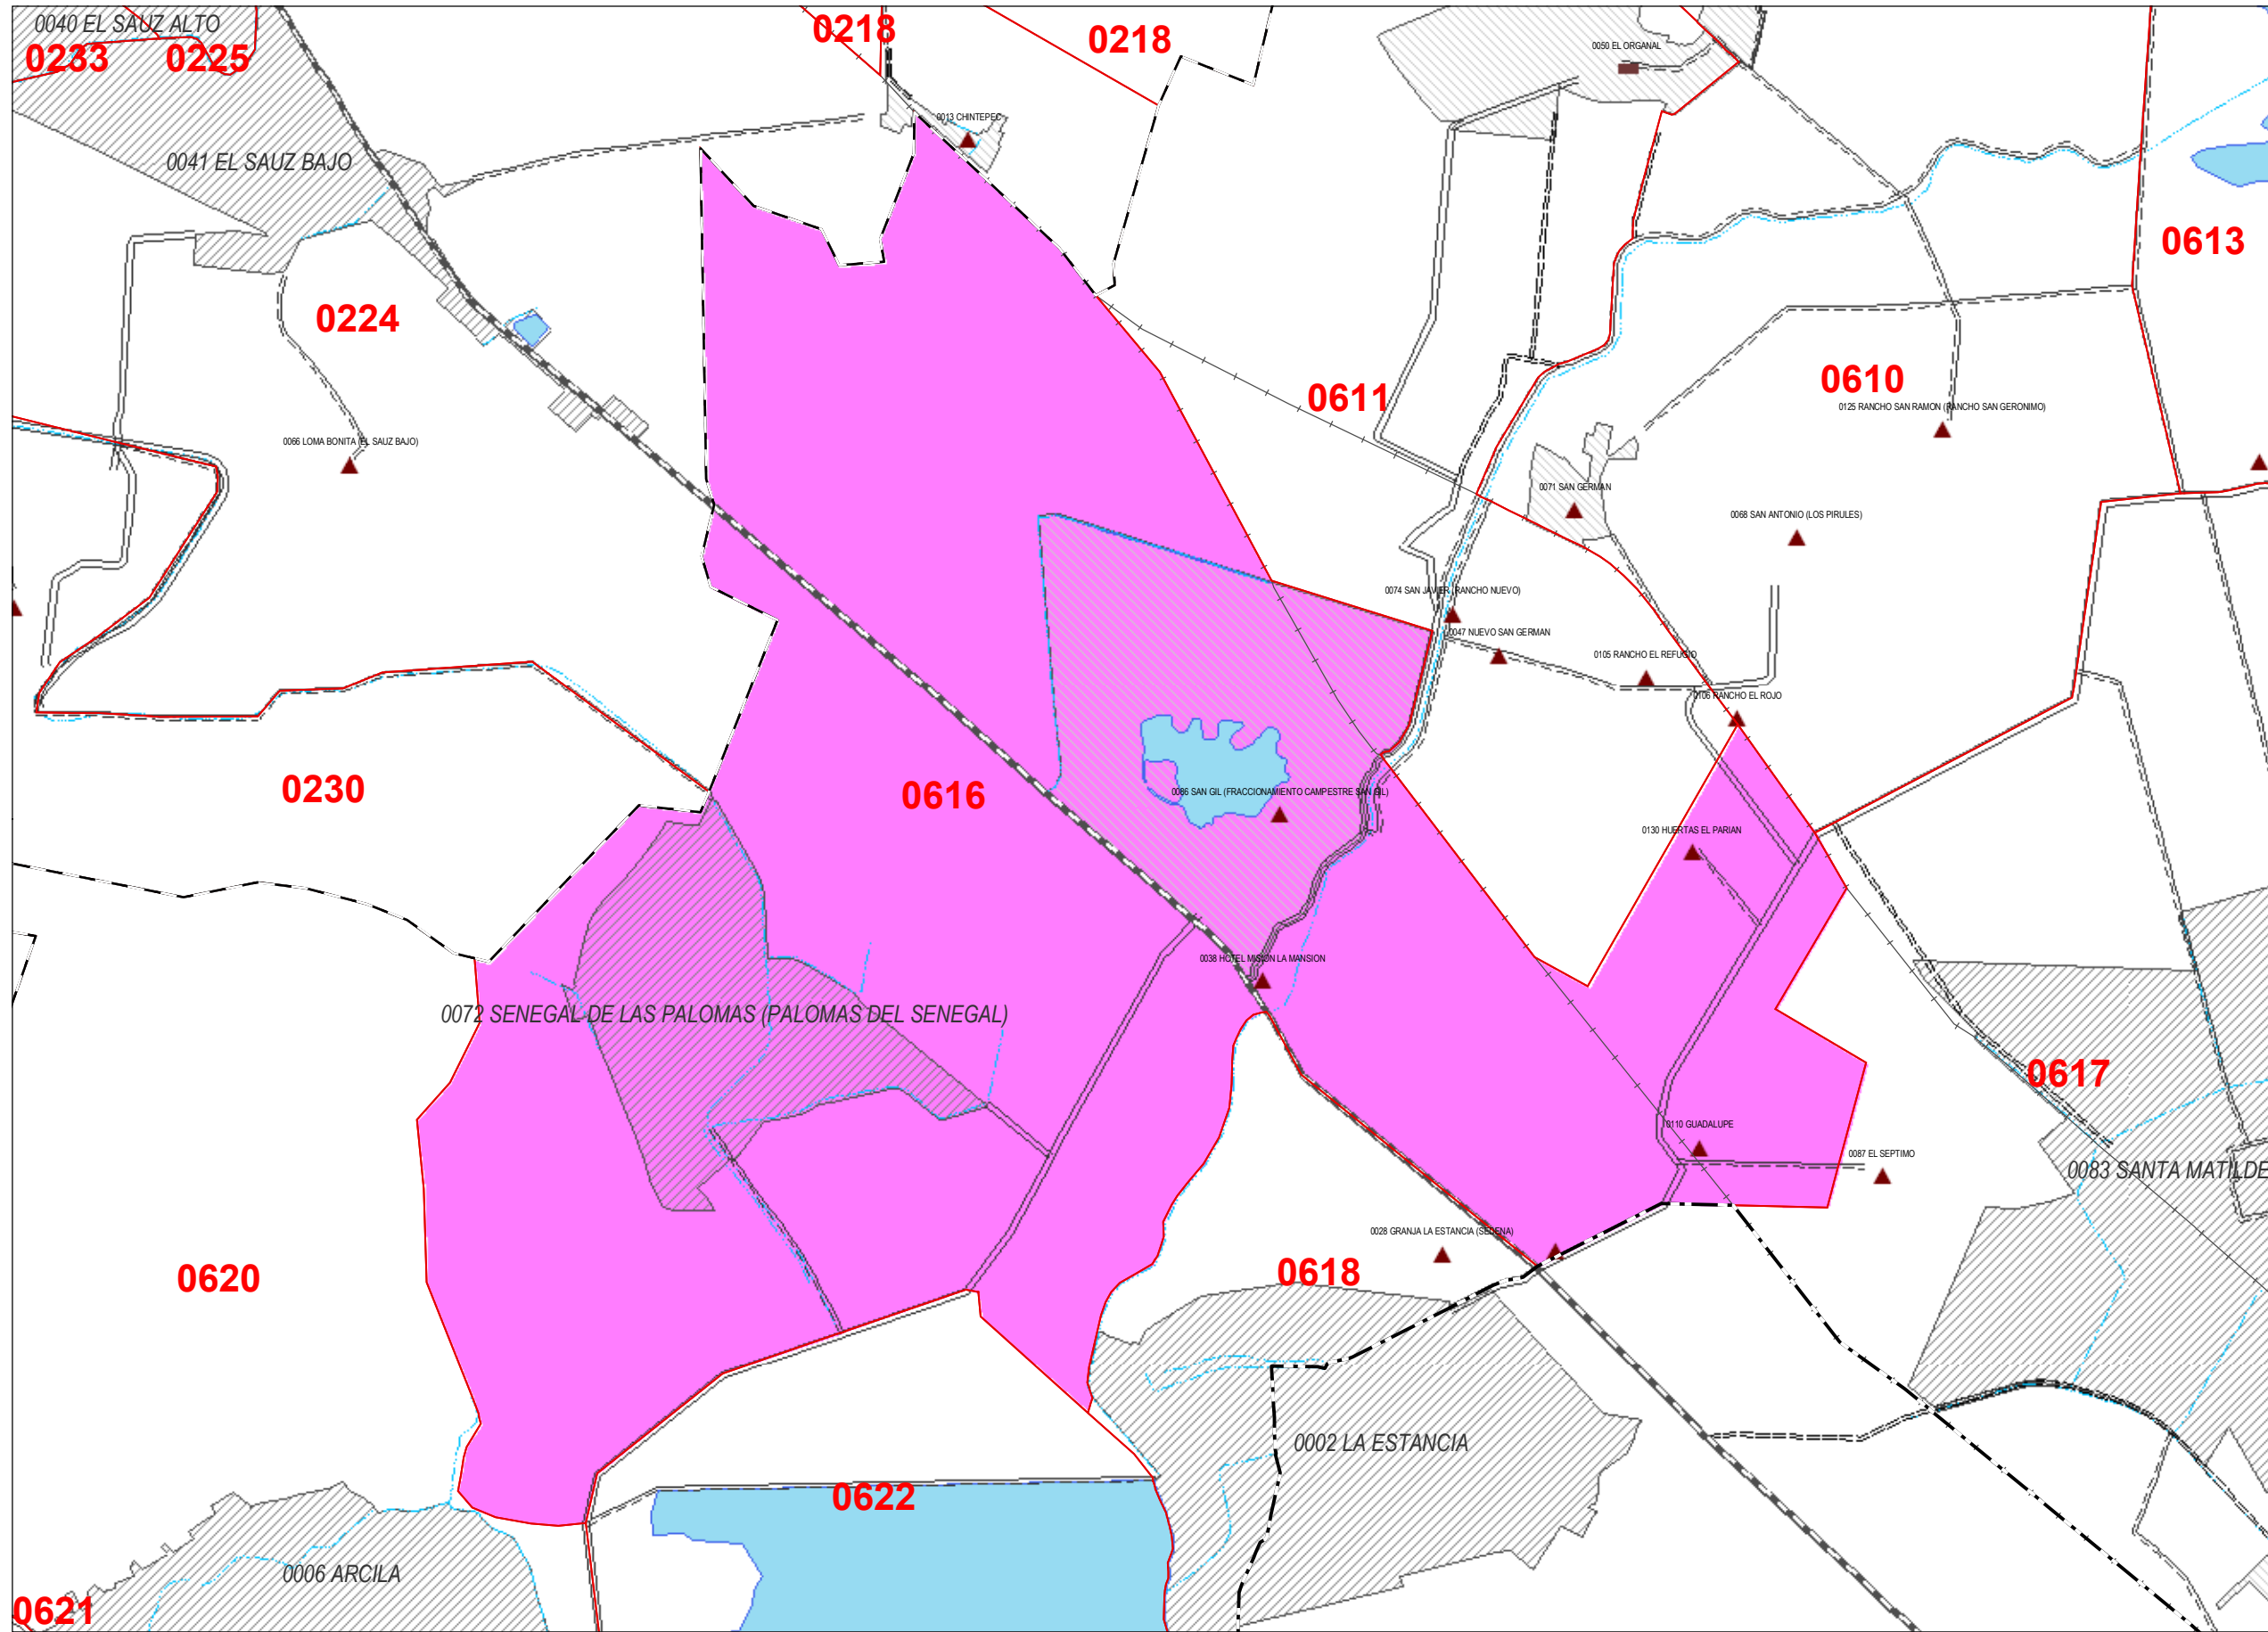 0040 EL SAUZ ALTO
0233
0225
0218
0218
0050 EL ORGANAL
0013 CHINTEPEC
0041 EL SAUZ BAJO
0613
0224
0611
0610
0125 RANCHO SAN RAMON (RANCHO SAN GERONIMO)
0066 LOMA BONITA (EL SAUZ BAJO)
0071 SAN GERMAN
0068 SAN ANTONIO (LOS PIRULES)
0074 SAN JAVIER (RANCHO NUEVO)
0047 NUEVO SAN GERMAN
0105 RANCHO EL REFUGIO
0106 RANCHO EL ROJO
0230
0616
0086 SAN GIL (FRACCIONAMIENTO CAMPESTRE SAN GIL)
0130 HUERTAS EL PARIAN
0038 HOTEL MISION LA MANSION
0072 SENEGAL DE LAS PALOMAS (PALOMAS DEL SENEGAL)
0617
0110 GUADALUPE
0087 EL SEPTIMO
0083 SANTA MATILDE
0028 GRANJA LA ESTANCIA (SEDENA)
0620
0618
0002 LA ESTANCIA
0622
0006 ARCILA
0621